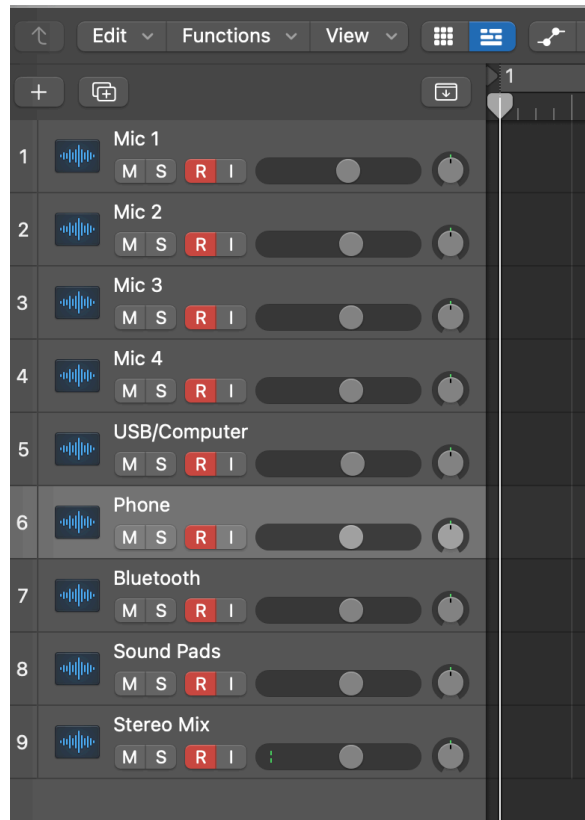 Edit Functions View
1
1 Mic 1
M S R I
2 Mic 2
M S R I
3 Mic 3
M S R I
4 Mic 4
M S R I
5 USB/Computer
M S R I
6 Phone
M S R I
7 Bluetooth
M S R I
8 Sound Pads
M S R I
9 Stereo Mix
M S R I